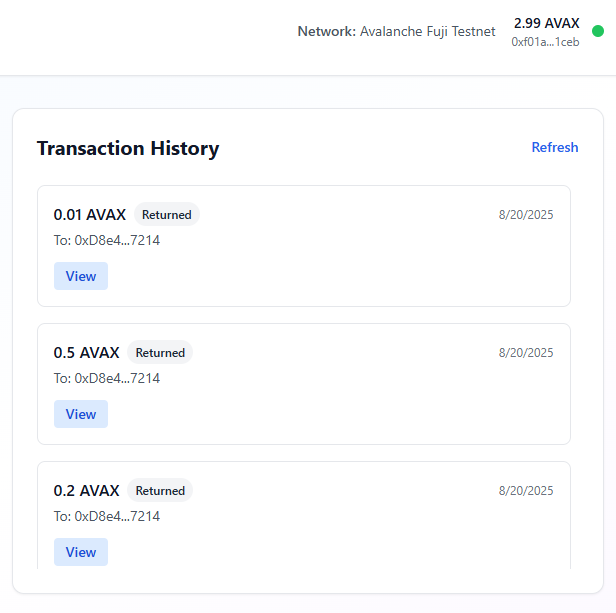 Network: Avalanche Fuji Testnet
2.99 AVAX
0xf01a...1ceb
Transaction History
Refresh
0.01 AVAX Returned 8/20/2025
To: 0xD8e4...7214
View
0.5 AVAX Returned 8/20/2025
To: 0xD8e4...7214
View
0.2 AVAX Returned 8/20/2025
To: 0xD8e4...7214
View